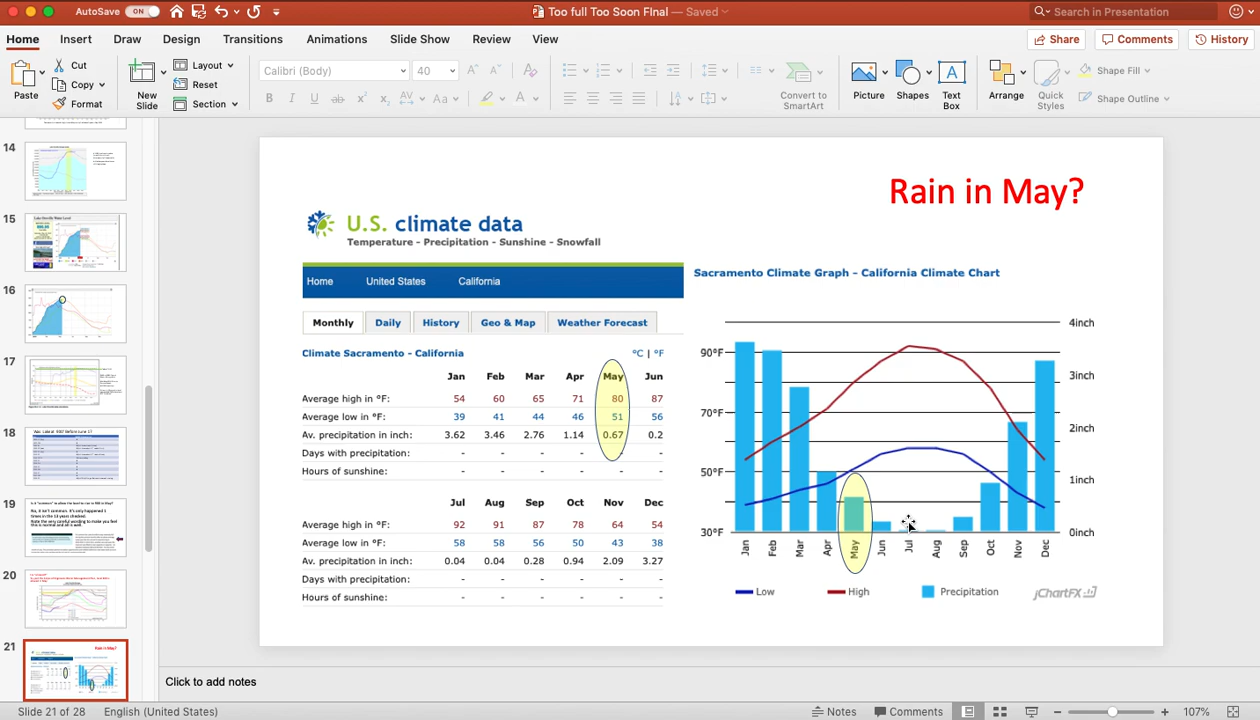 AutoSave ON Too full Too Soon FInal — Saved Search in Presentation
Home Insert Draw Design Transitions Animations Slide Show Review View Share Comments History
Paste Cut Copy Format
New Slide Layout Reset Section
Calibri (Body) 40
Convert to SmartArt
Picture Shapes Text Box Arrange Quick Styles Shape Fill Shape Outline
14
15
16
17
18
19
20
21
Rain in May?
U.S. climate data
Temperature - Precipitation - Sunshine - Snowfall
Home United States California
Monthly Daily History Geo & Map Weather Forecast
Climate Sacramento - California °C | °F
Jan Feb Mar Apr May Jun
Average high in °F: 54 60 65 71 80 87
Average low in °F: 39 41 44 46 51 56
Av. precipitation in inch: 3.62 3.46 2.76 1.14 0.67 0.2
Days with precipitation: - - - - - -
Hours of sunshine: - - - - - -
Jul Aug Sep Oct Nov Dec
Average high in °F: 92 91 87 78 64 54
Average low in °F: 58 58 56 50 43 38
Av. precipitation in inch: 0.04 0.04 0.28 0.94 2.09 3.27
Days with precipitation: - - - - - -
Hours of sunshine: - - - - - -
Sacramento Climate Graph - California Climate Chart
4inch
90°F 3inch
70°F 2inch
50°F 1inch
30°F 0inch
Jan Feb Mar Apr May Jun Jul Aug Sep Oct Nov Dec
Low High Precipitation jChartFX
Click to add notes
Slide 21 of 28 English (United States) Notes Comments 107%